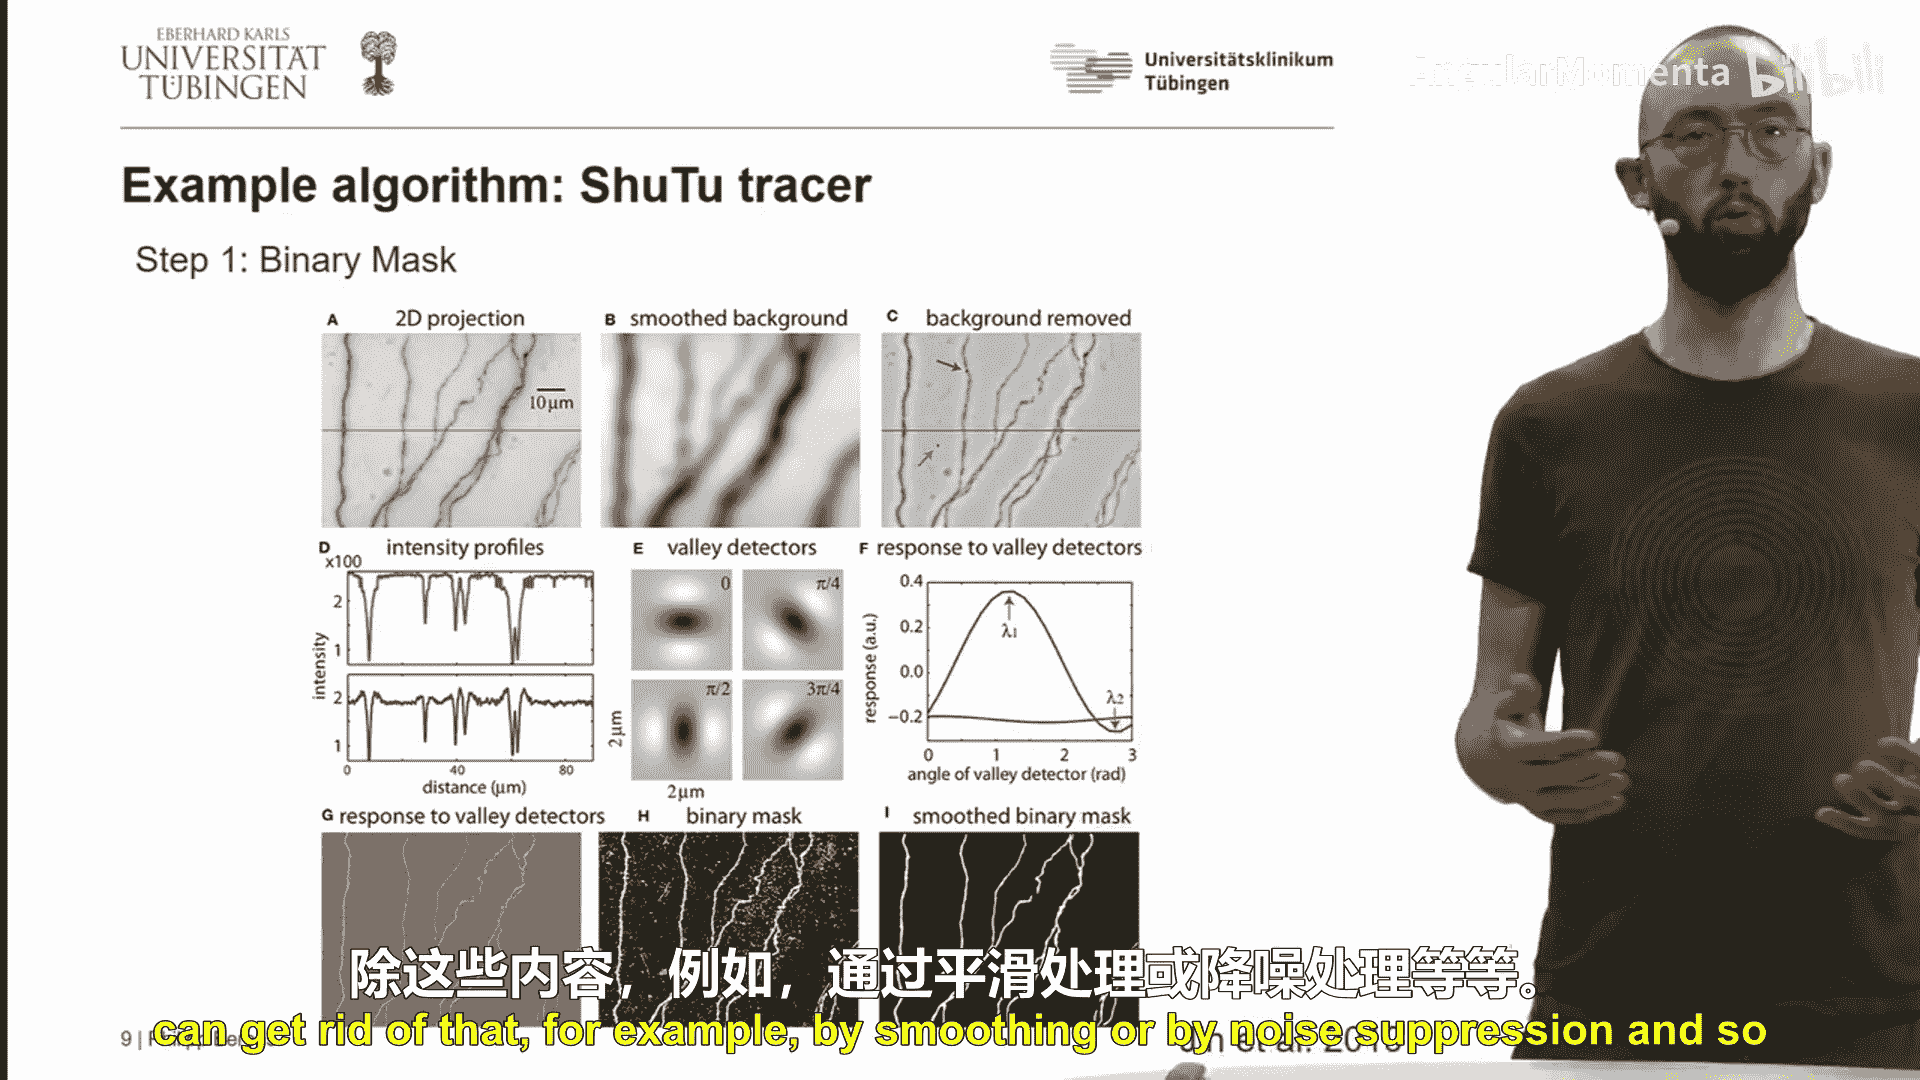 EBERHARD KARLS
UNIVERSITÄT
TÜBINGEN
Universitätsklinikum
Tübingen
AngularMomenta bilibili
Example algorithm: ShuTu tracer
Step 1: Binary Mask
A 2D projection
B smoothed background
C background removed
10µm
D intensity profiles
E valley detectors
F response to valley detectors
x100
2
1
2
1
intensity
0 40 80
distance (µm)
0
π/4
π/2
3π/4
2µm
2µm
0.4
0.2
0.0
−0.2
response (a.u.)
λ1
λ2
0 1 2 3
angle of valley detector (rad)
G response to valley detectors
H binary mask
I smoothed binary mask
除这些内容，例如，通过平滑处理或降噪处理等等。
can get rid of that, for example, by smoothing or by noise suppression and so
9 |
et al.